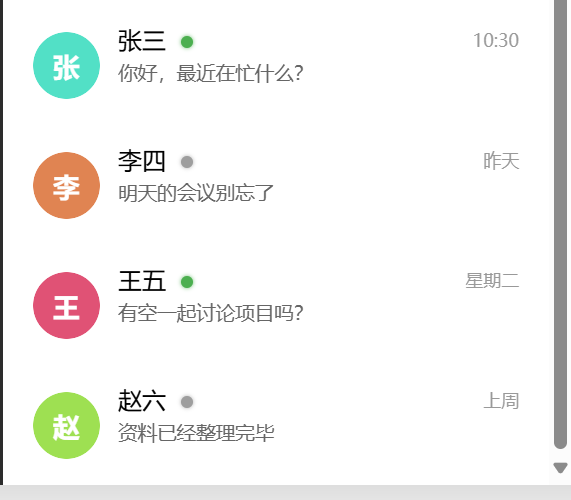 张
张三
10:30
你好，最近在忙什么？
李
李四
昨天
明天的会议别忘了
王
王五
星期二
有空一起讨论项目吗？
赵
赵六
上周
资料已经整理完毕